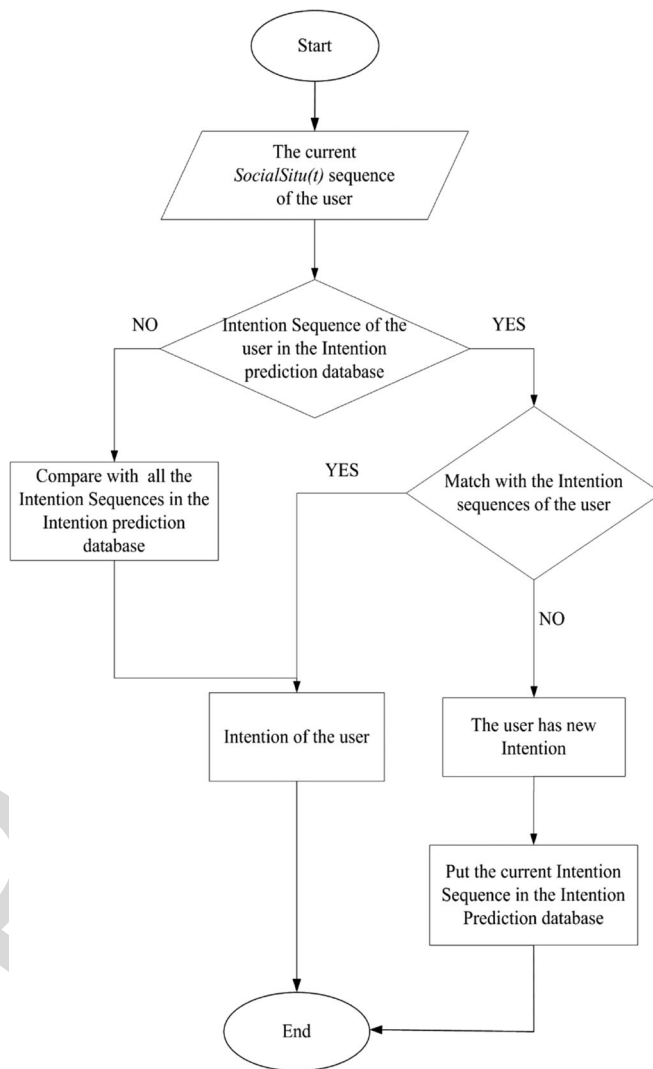 Start
The current
SocialSitu(t) sequence
of the user
NO
Intention Sequence of the
user in the Intention
prediction database
YES
Compare with all the
Intention Sequences in the
Intention prediction
database
YES
Match with the Intention
sequences of the user
NO
Intention of the user
The user has new
Intention
Put the current Intention
Sequence in the Intention
Prediction database
End